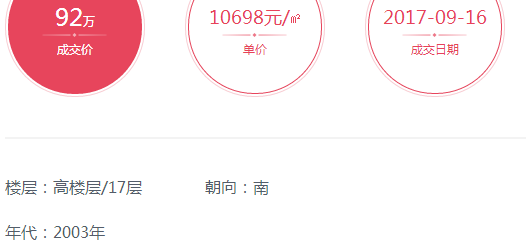 92万 10698元/㎡ 2017-09-16
成交价 单价 成交日期
楼层：高楼层/17层 朝向：南
年代：2003年